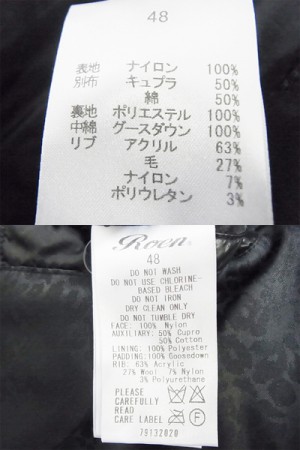 48
表地 ナイロン 100%
別布 キュプラ 50%
綿 50%
裏地 ポリエステル 100%
中綿 グースダウン 100%
リブ アクリル 63%
毛 27%
ナイロン 7%
ポリウレタン 3%
Roen
48
DO NOT WASH
DO NOT USE CHLORINE-
BASED BLEACH
DO NOT IRON
DRY CLEAN ONLY
DO NOT TUMBLE DRY
FACE: 100% Nylon
AUXILIARY: 50% Cupro
50% Cotton
LINING: 100% Polyester
PADDING: 100% Goosedown
RIB: 63% Acrylic
27% Wool 7% Nylon
3% Polyurethane
PLEASE
CAREFULLY
READ
CARE LABEL
F
79132020